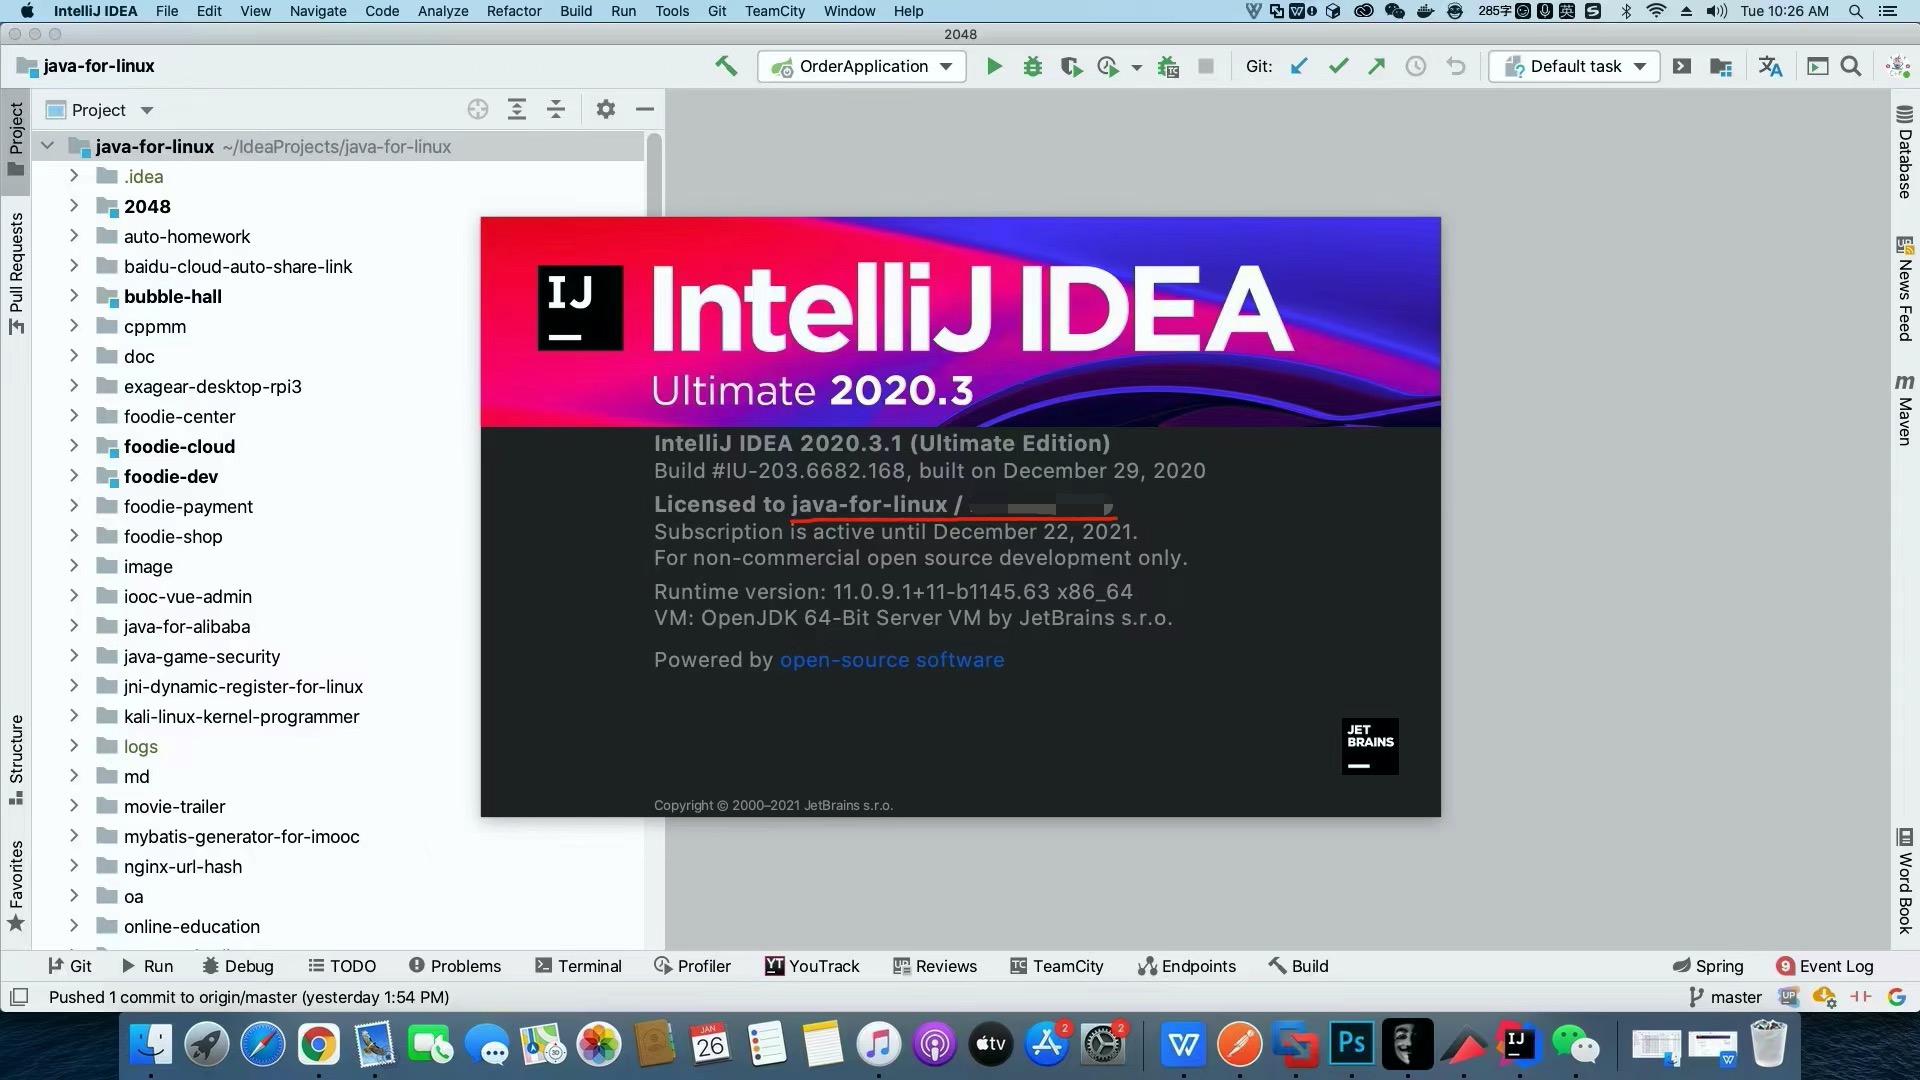 IntelliJ IDEA File Edit View Navigate Code Analyze Refactor Build Run Tools Git TeamCity Window Help 285字 英 Tue 10:26 AM
2048
java-for-linux OrderApplication Git: Default task
Project
java-for-linux ~/IdeaProjects/java-for-linux
.idea
2048
auto-homework
baidu-cloud-auto-share-link
bubble-hall
cppmm
doc
exagear-desktop-rpi3
foodie-center
foodie-cloud
foodie-dev
foodie-payment
foodie-shop
image
iooc-vue-admin
java-for-alibaba
java-game-security
jni-dynamic-register-for-linux
kali-linux-kernel-programmer
logs
md
movie-trailer
mybatis-generator-for-imooc
nginx-url-hash
oa
online-education
Project
Pull Requests
Structure
Favorites
IJ
IntelliJ IDEA
Ultimate 2020.3
IntelliJ IDEA 2020.3.1 (Ultimate Edition)
Build #IU-203.6682.168, built on December 29, 2020
Licensed to java-for-linux /
Subscription is active until December 22, 2021.
For non-commercial open source development only.
Runtime version: 11.0.9.1+11-b1145.63 x86_64
VM: OpenJDK 64-Bit Server VM by JetBrains s.r.o.
Powered by open-source software
JET
BRAINS
Copyright © 2000–2021 JetBrains s.r.o.
Database
News Feed
m Maven
Word Book
Git Run Debug TODO Problems Terminal Profiler YouTrack Reviews TeamCity Endpoints Build Spring 9 Event Log
Pushed 1 commit to origin/master (yesterday 1:54 PM) master
JAN
26
tv
2
2
W
Ps
IJ